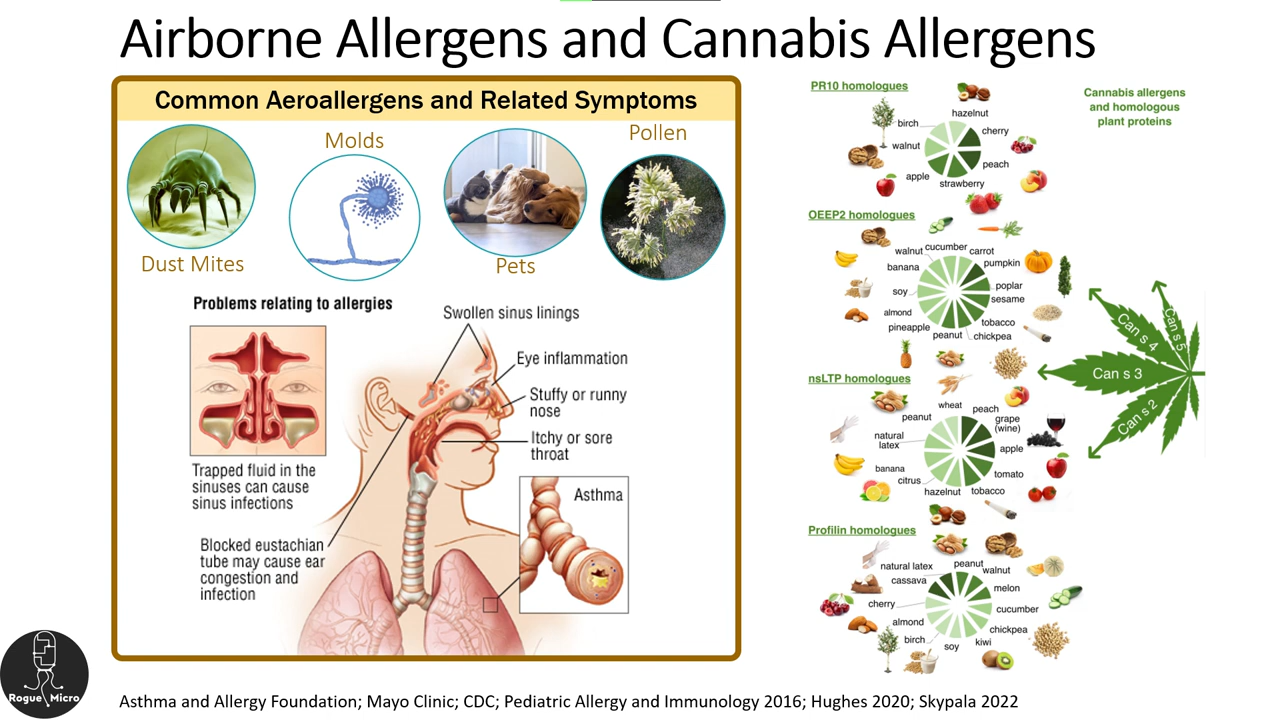 Airborne Allergens and Cannabis Allergens
Common Aeroallergens and Related Symptoms
Dust Mites
Molds
Pets
Pollen
Problems relating to allergies
Trapped fluid in the
sinuses can cause
sinus infections
Blocked eustachian
tube may cause ear
congestion and
infection
Swollen sinus linings
Eye inflammation
Stuffy or runny
nose
Itchy or sore
throat
Asthma
Cannabis allergens
and homologous
plant proteins
PR10 homologues
hazelnut
birch
cherry
walnut
peach
apple
strawberry
OEEP2 homologues
walnut
cucumber
carrot
banana
pumpkin
soy
poplar
sesame
almond
tobacco
pineapple
peanut
chickpea
nsLTP homologues
wheat
peach
peanut
grape
(wine)
natural
latex
apple
banana
tomato
citrus
hazelnut
tobacco
Profilin homologues
natural latex
peanut
walnut
cassava
melon
cherry
cucumber
almond
chickpea
birch
kiwi
soy
Can s 5
Can s 4
Can s 3
Can s 2
Rogue Micro
Asthma and Allergy Foundation; Mayo Clinic; CDC; Pediatric Allergy and Immunology 2016; Hughes 2020; Skypala 2022